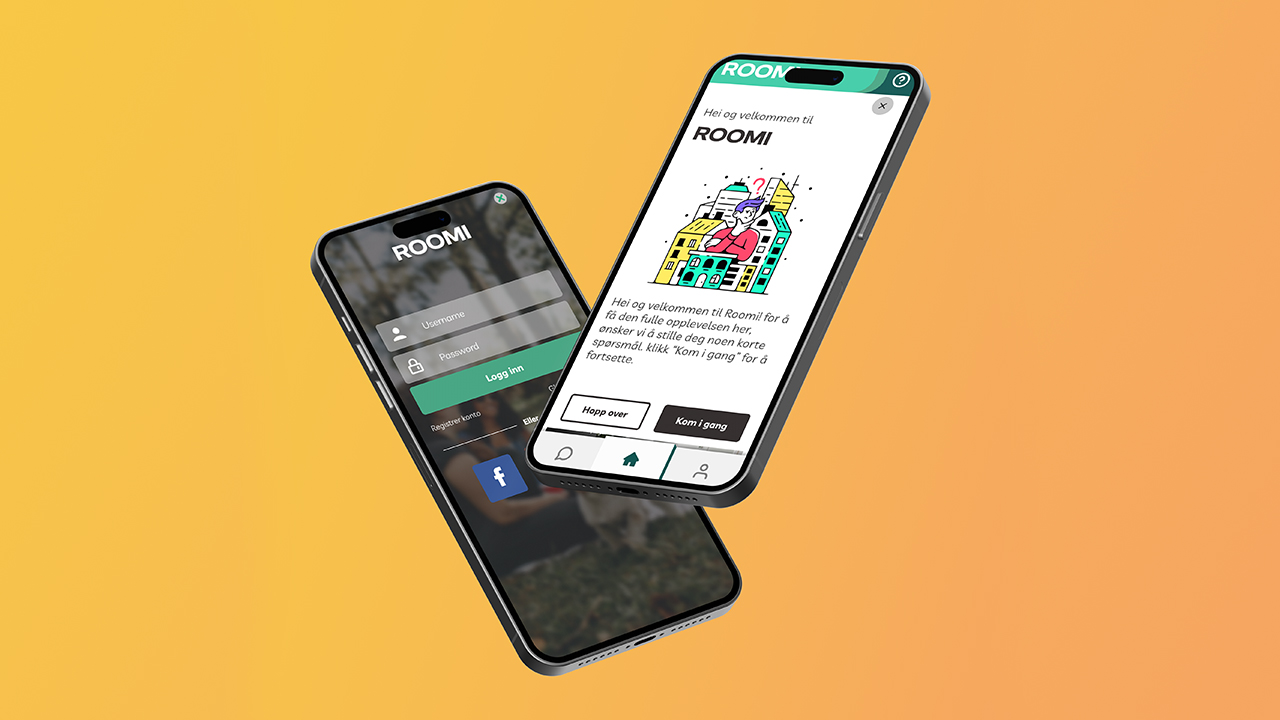 ROOMI
Username
Password
Logg inn
Registrer konto
Eller
ROOMI
?
Hei og velkommen til
ROOMI
?
Hei og velkommen til Roomi! for å
få den fulle opplevelsen her,
ønsker vi å stille deg noen korte
spørsmål. klikk “Kom i gang” for å
fortsette.
Hopp over
Kom i gang